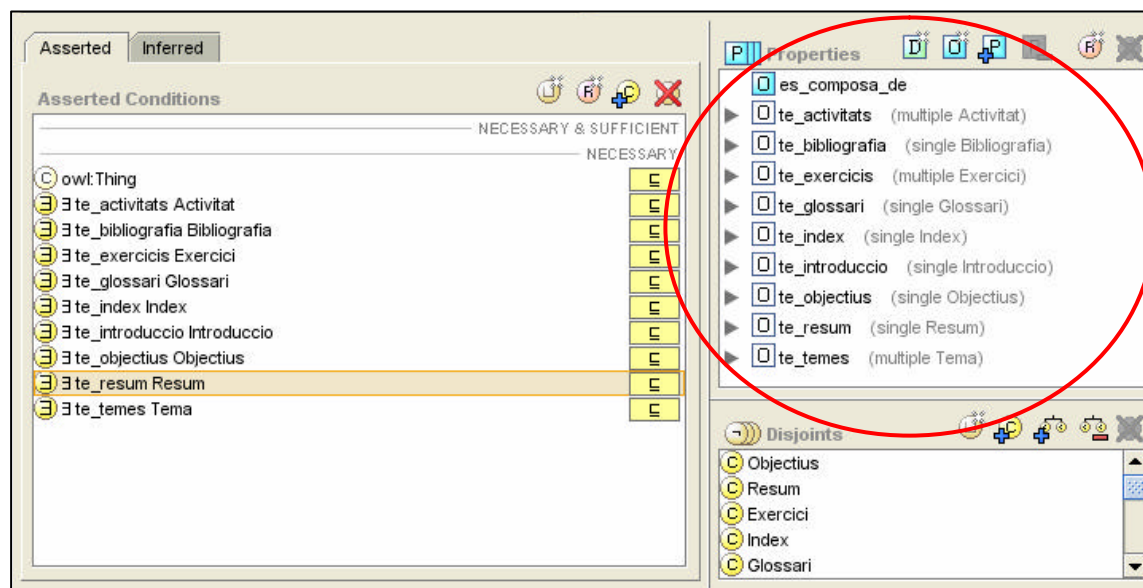 Asserted
Inferred
Asserted Conditions
NECESSARY & SUFFICIENT
NECESSARY
C owl:Thing
∃ ∃ te_activitats Activitat ⊑
∃ ∃ te_bibliografia Bibliografia ⊑
∃ ∃ te_exercicis Exercici ⊑
∃ ∃ te_glossari Glossari ⊑
∃ ∃ te_index Index ⊑
∃ ∃ te_introduccio Introduccio ⊑
∃ ∃ te_objectius Objectius ⊑
∃ ∃ te_resum Resum ⊑
∃ ∃ te_temes Tema ⊑
P Properties D O P R
O es_composa_de
O te_activitats (multiple Activitat)
O te_bibliografia (single Bibliografia)
O te_exercicis (multiple Exercici)
O te_glossari (single Glossari)
O te_index (single Index)
O te_introduccio (single Introduccio)
O te_objectius (single Objectius)
O te_resum (single Resum)
O te_temes (multiple Tema)
¬ Disjoints
C Objectius
C Resum
C Exercici
C Index
C Glossari